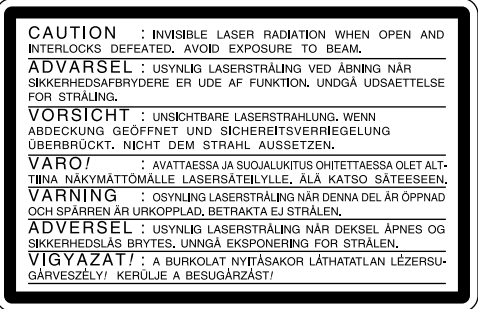 CAUTION : INVISIBLE LASER RADIATION WHEN OPEN AND
INTERLOCKS DEFEATED. AVOID EXPOSURE TO BEAM.
ADVARSEL : USYNLIG LASERSTRÅLING VED ÅBNING NÅR
SIKKERHEDSAFBRYDERE ER UDE AF FUNKTION. UNDGÅ UDSAETTELSE
FOR STRÅLING.
VORSICHT : UNSICHTBARE LASERSTRAHLUNG. WENN
ABDECKUNG GEÖFFNET UND SICHEREITSVERRIEGELUNG
ÜBERBRÜCKT. NICHT DEM STRAHL AUSSETZEN.
VARO! : AVATTAESSA JA SUOJALUKITUS OHITETTAESSA OLET ALT-
TIINA NÄKYMÄTTÖMÄLLE LASERSÄTEILYLLE. ÄLÄ KATSO SÄTEESEEN.
VARNING : OSYNLIG LASERSTRÅLING NÄR DENNA DEL ÄR ÖPPNAD
OCH SPÄRREN ÄR URKOPPLAD. BETRAKTA EJ STRÅLEN.
ADVERSEL : USYNLIG LASERSTRÅLING NÅR DEKSEL ÅPNES OG
SIKKERHEDSLÅS BRYTES. UNNGÅ EKSPONERING FOR STRÅLEN.
VIGYAZAT! : A BURKOLAT NYITÁSAKOR LÁTHATATLAN LÉZERSU-
GÁRVESZÉLY! KERÜLJE A BESUGÁRZÁST!